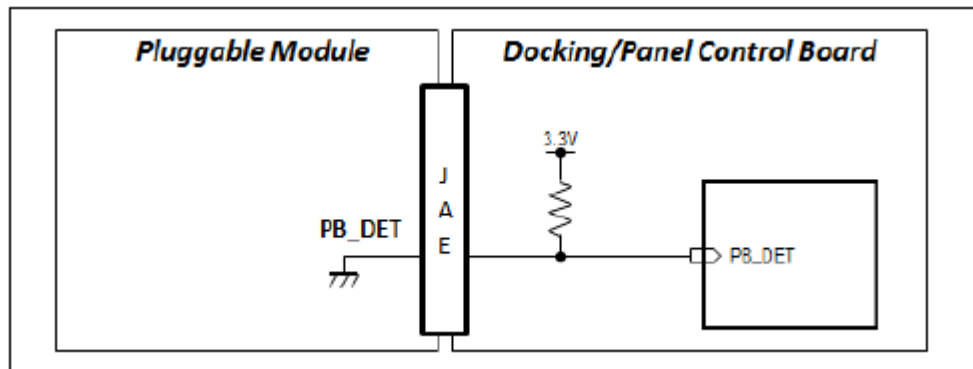 Pluggable Module
Docking/Panel Control Board
3.3V
J
A
E
PB_DET
PB_DET